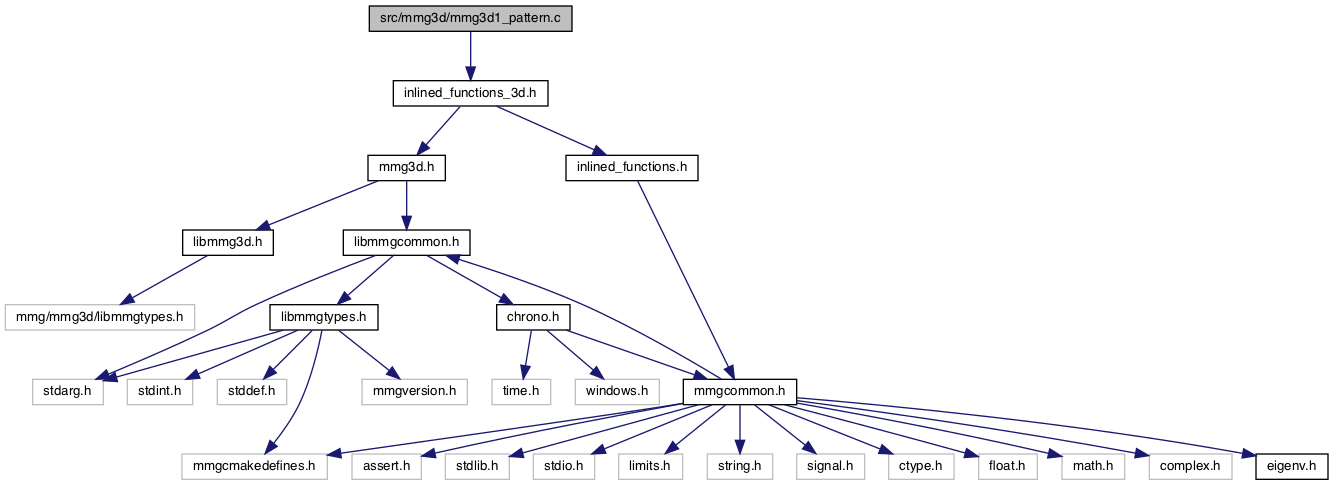 src/mmg3d/mmg3d1_pattern.c
inlined_functions_3d.h
mmg3d.h
inlined_functions.h
libmmg3d.h
libmmgcommon.h
mmg/mmg3d/libmmgtypes.h
libmmgtypes.h
chrono.h
stdarg.h
stdint.h
stddef.h
mmgversion.h
time.h
windows.h
mmgcommon.h
mmgcmakedefines.h
assert.h
stdlib.h
stdio.h
limits.h
string.h
signal.h
ctype.h
float.h
math.h
complex.h
eigenv.h